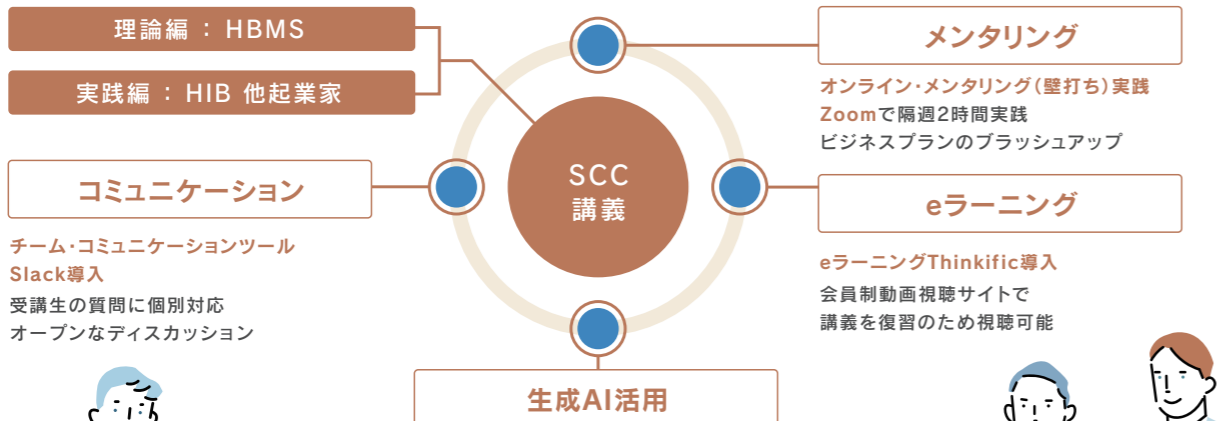 理論編 : HBMS
実践編 : HIB 他起業家
SCC
講義
メンタリング
オンライン・メンタリング(壁打ち)実践
Zoomで隔週2時間実践
ビジネスプランのブラッシュアップ
コミュニケーション
チーム・コミュニケーションツール
Slack導入
受講生の質問に個別対応
オープンなディスカッション
eラーニング
eラーニングThinkific導入
会員制動画視聴サイトで
講義を復習のため視聴可能
生成AI活用